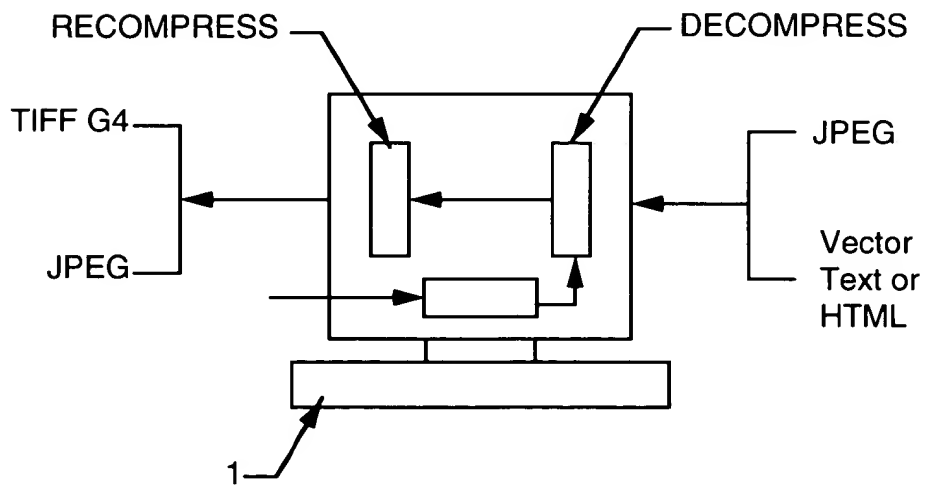 RECOMPRESS
DECOMPRESS
TIFF G4
JPEG
JPEG
Vector
Text or
HTML
1